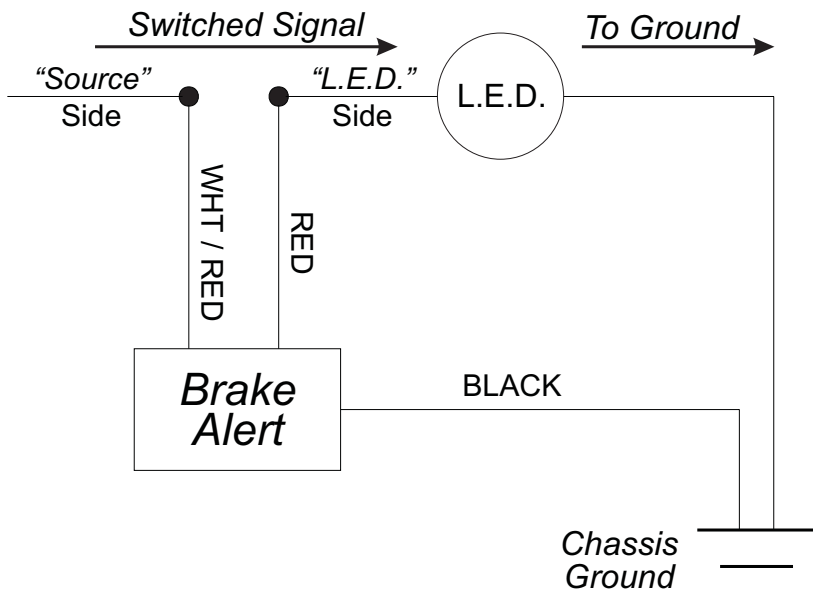 Switched Signal
To Ground
“Source”
Side
“L.E.D.”
Side
L.E.D.
WHT / RED
RED
Brake
Alert
BLACK
Chassis
Ground